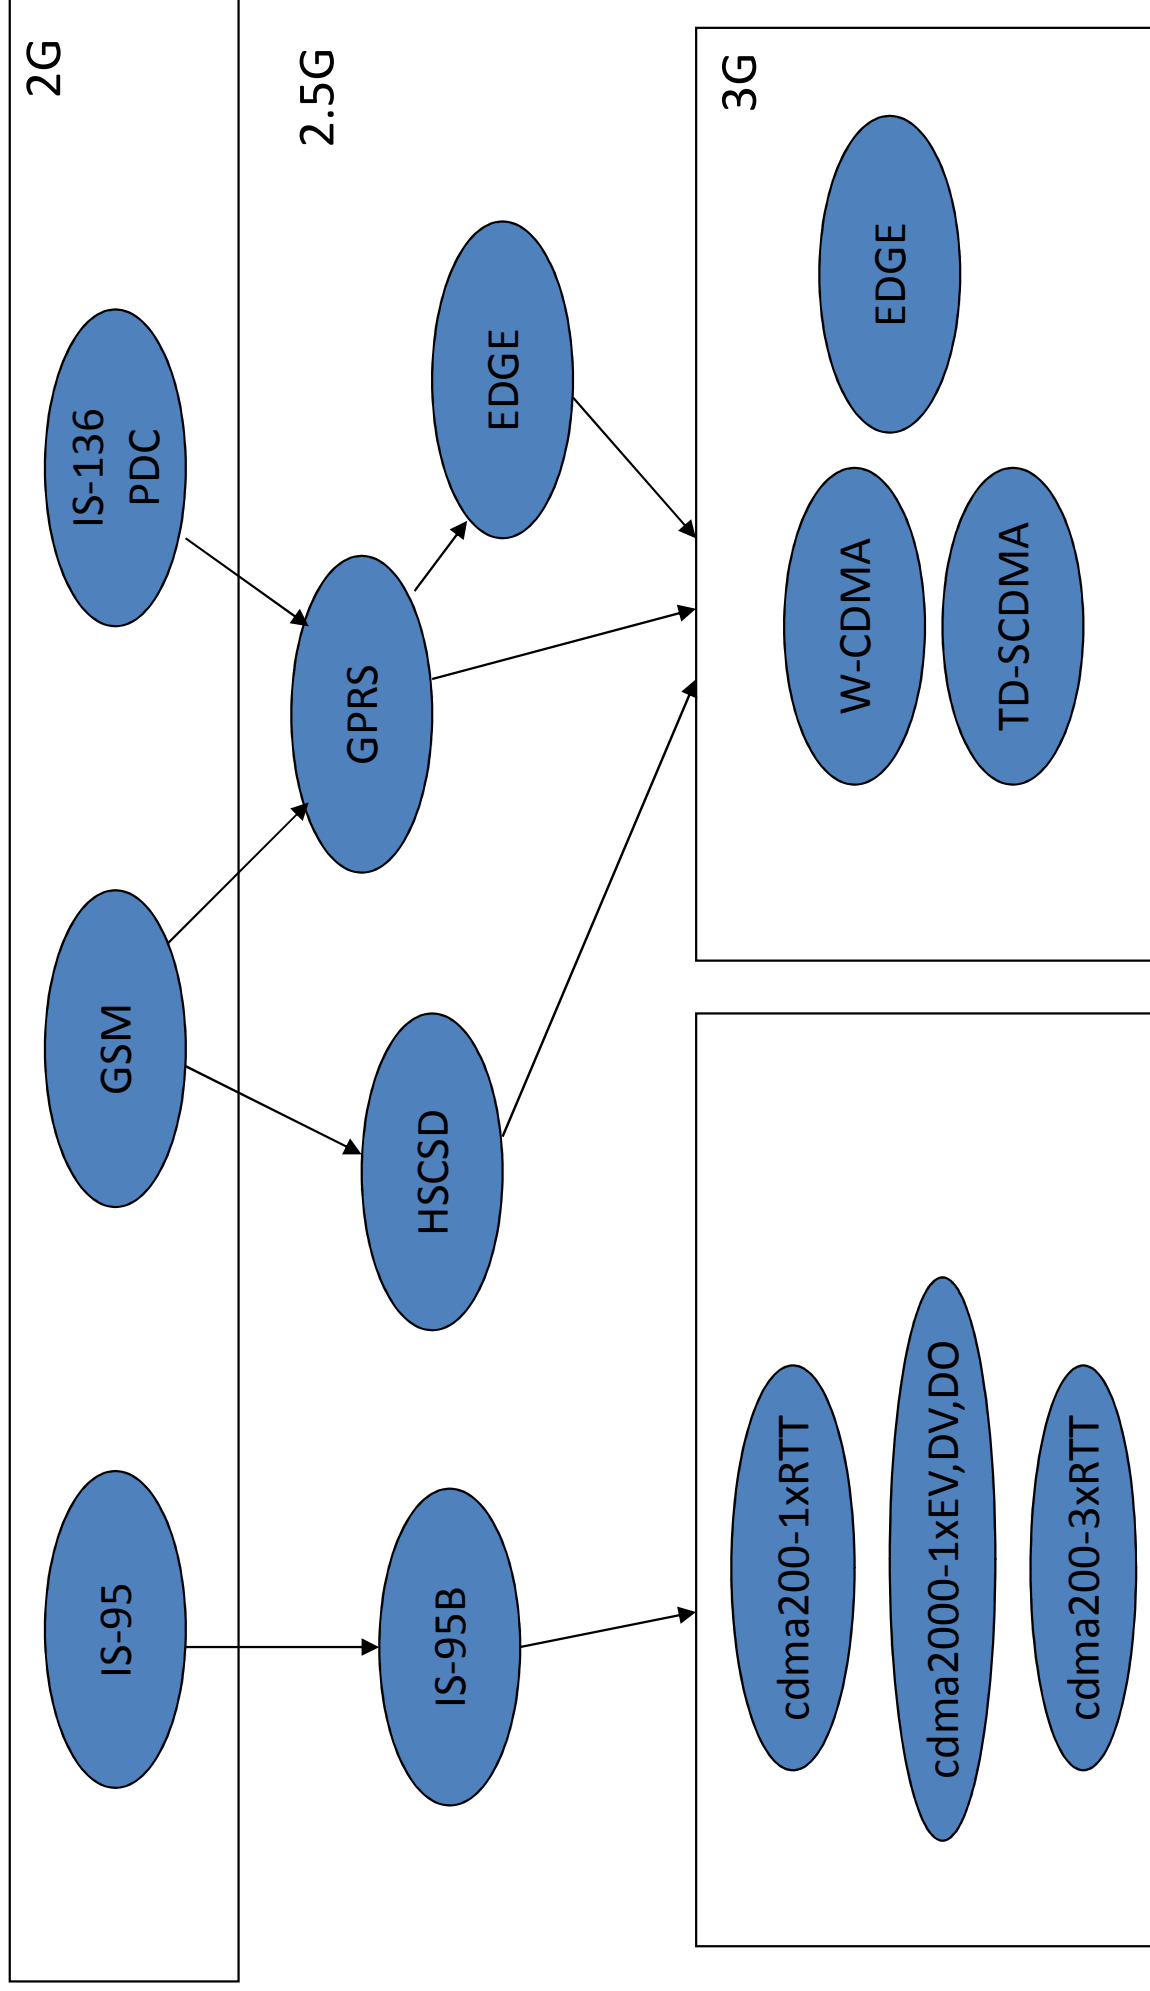 2G
IS-95
GSM
IS-136
PDC
2.5G
IS-95B
HSCSD
GPRS
EDGE
3G
cdma200-1xRTT
cdma2000-1xEV,DV,DO
cdma200-3xRTT
W-CDMA
TD-SCDMA
EDGE